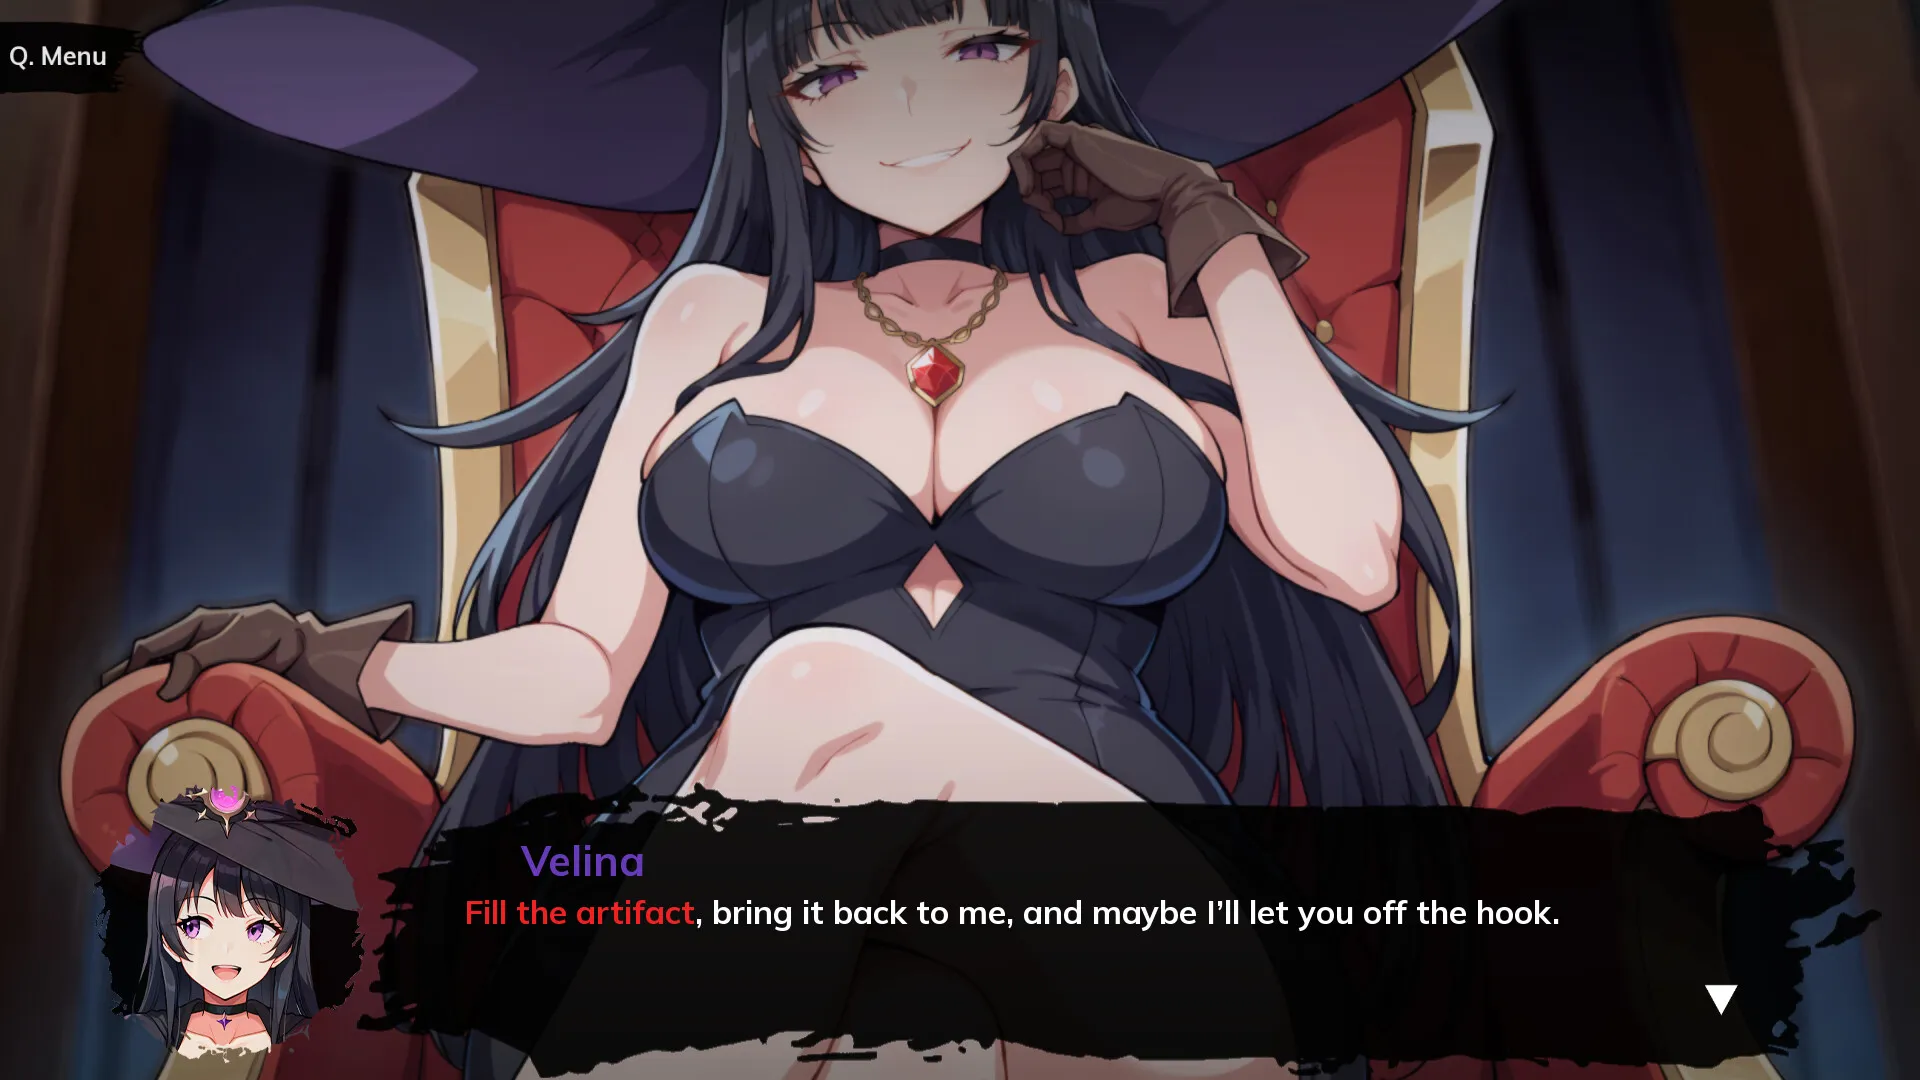 Q. Menu
Velina
Fill the artifact, bring it back to me, and maybe I’ll let you off the hook.